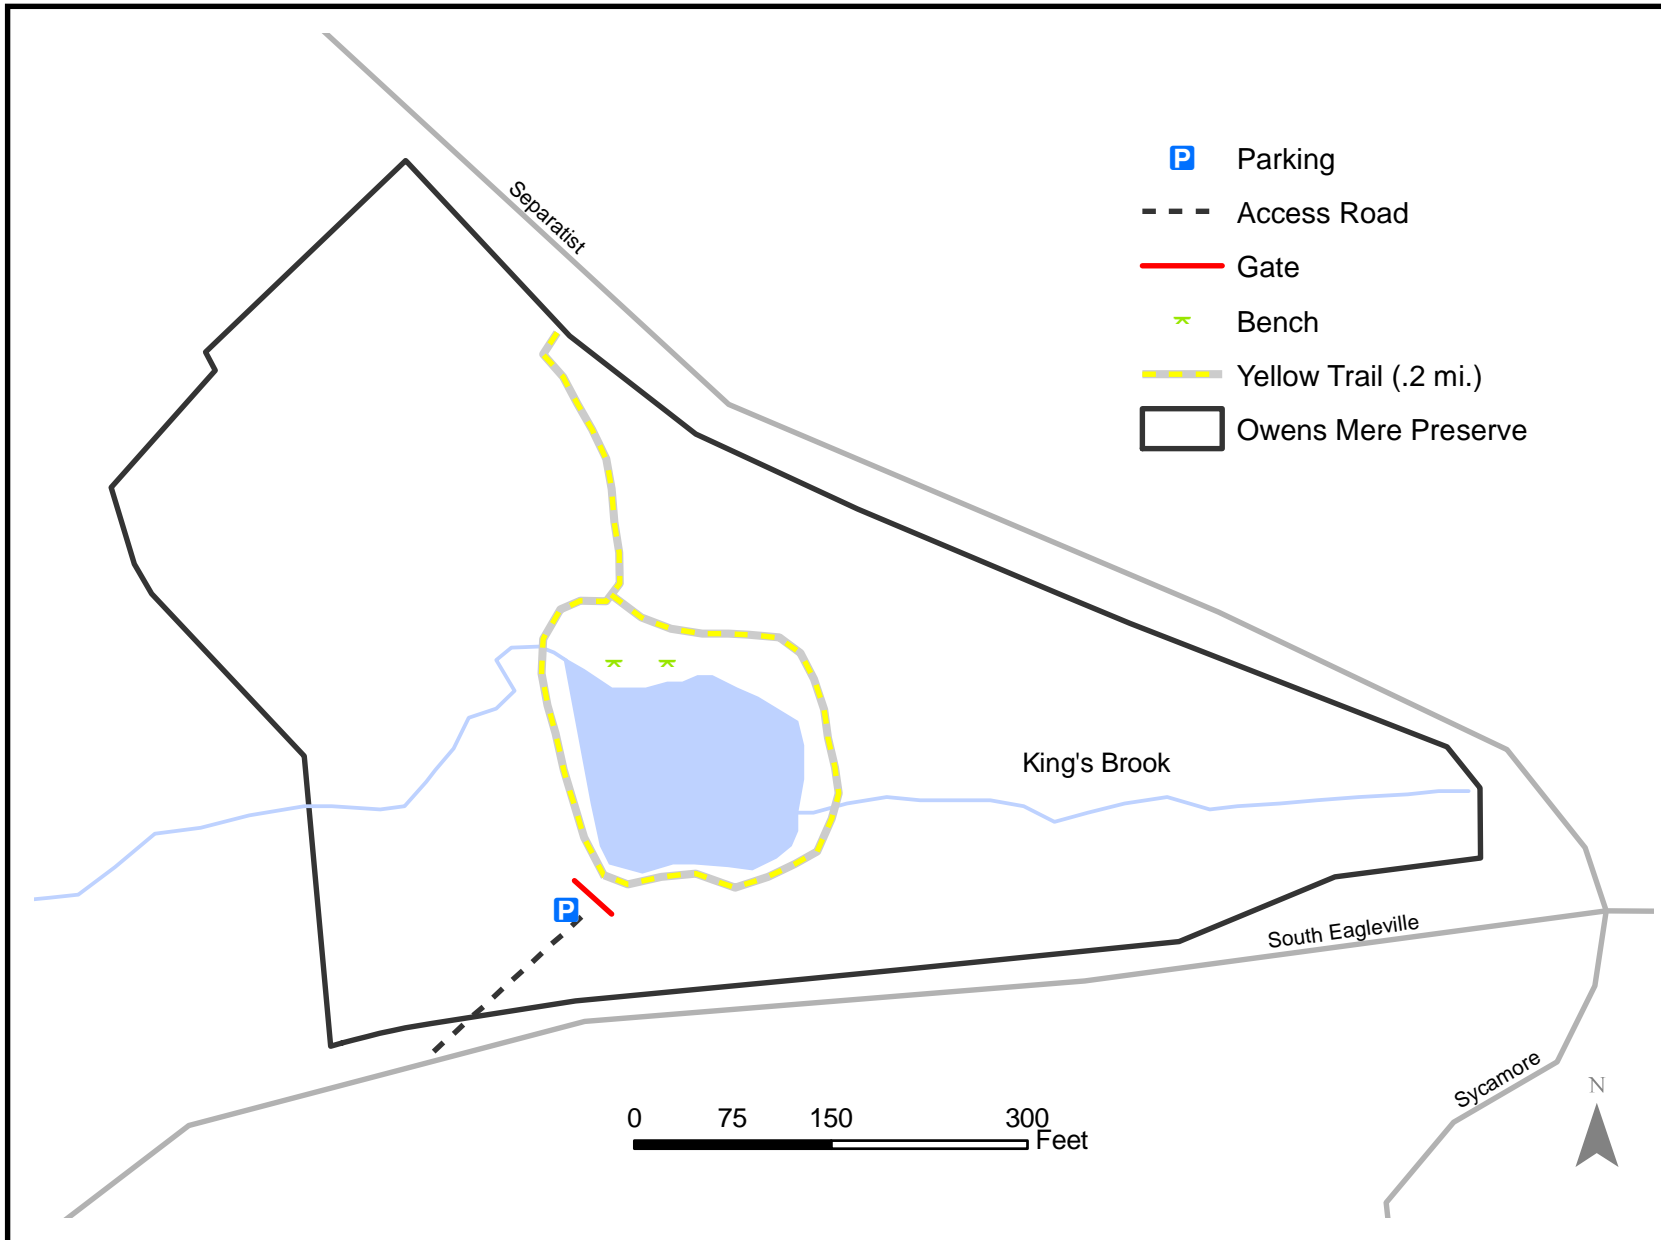 Separatist
P Parking
Access Road
Gate
Bench
Yellow Trail (.2 mi.)
Owens Mere Preserve
King's Brook
P
South Eagleville
Sycamore
N
0 75 150 300
Feet